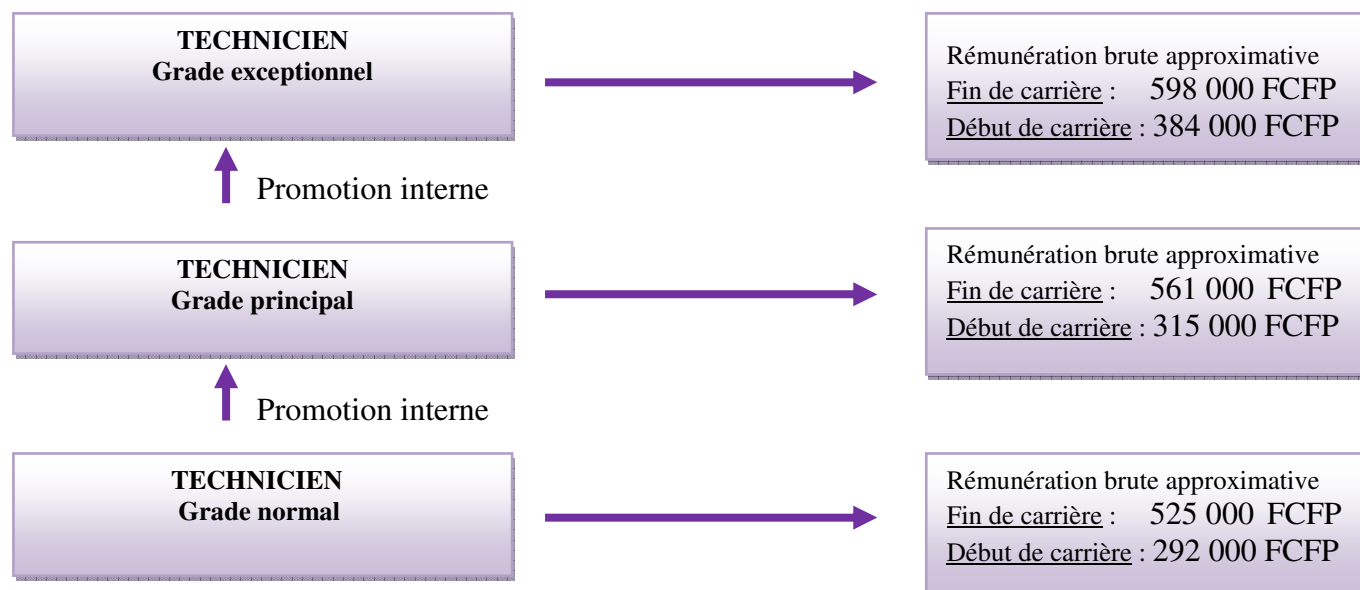 TECHNICIEN
Grade exceptionnel
Rémunération brute approximative
Fin de carrière : 598 000 FCFP
Début de carrière : 384 000 FCFP
Promotion interne
TECHNICIEN
Grade principal
Rémunération brute approximative
Fin de carrière : 561 000 FCFP
Début de carrière : 315 000 FCFP
Promotion interne
TECHNICIEN
Grade normal
Rémunération brute approximative
Fin de carrière : 525 000 FCFP
Début de carrière : 292 000 FCFP